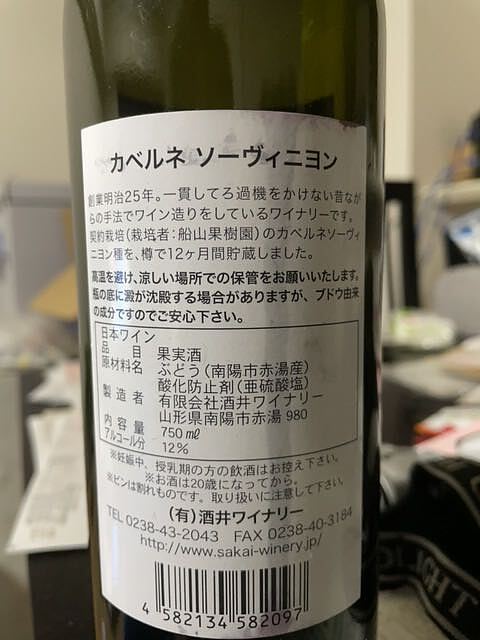 カベルネ ソーヴィニヨン
創業明治25年。一貫してろ過機をかけない昔なが
らの手法でワイン造りをしているワイナリーです。
契約栽培(栽培者：船山果樹園)のカベルネソーヴィ
ニヨン種を、樽で12ヶ月間貯蔵しました。
高温を避け、涼しい場所での保管をお願いいたします。
瓶の底に澱が沈殿する場合がありますが、ブドウ由来
の成分ですのでご安心下さい。
日本ワイン
品目 果実酒
原材料名 ぶどう(南陽市赤湯産)
酸化防止剤(亜硫酸塩)
製造者 有限会社酒井ワイナリー
山形県南陽市赤湯 980
内容量 750㎖
アルコール分 12%
※妊娠中、授乳期の方の飲酒はお控え下さい。
※お酒は20歳になってから。
※ビンは割れものです。取り扱いに注意して下さい。
(有)酒井ワイナリー
TEL 0238-43-2043 FAX 0238-40-3184
http://www.sakai-winery.jp/
4 582134 582097